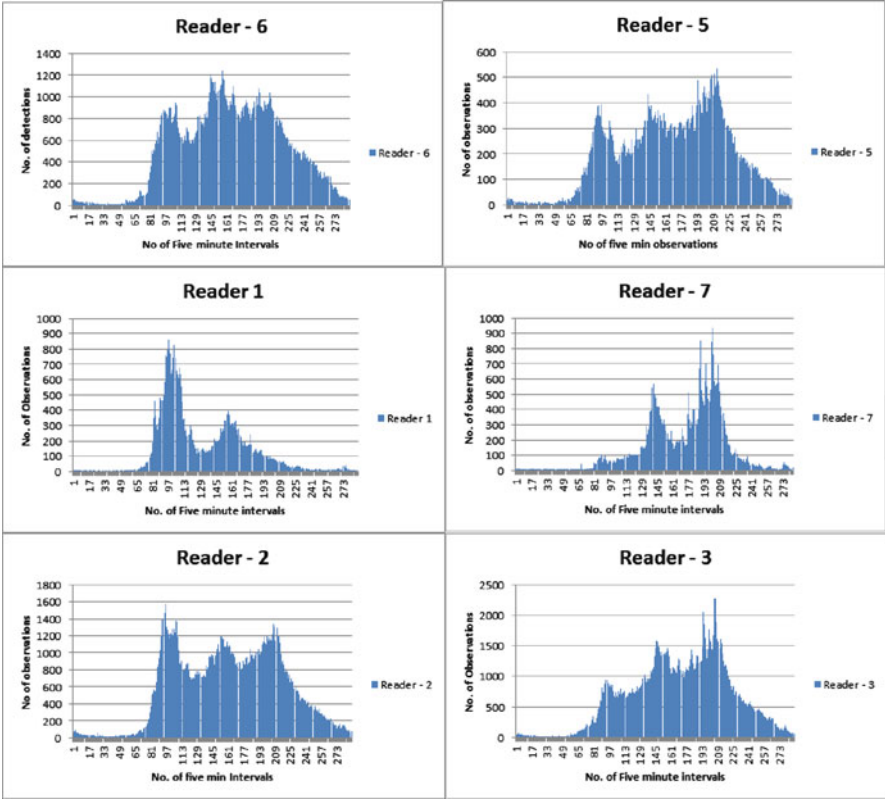 Reader - 6
No. of detections
1400
1200
1000
800
600
400
200
0
1 17 33 49 65 81 97 113 129 145 161 177 193 209 225 241 257 273
No of Five minute Intervals
Reader - 6
Reader - 5
No of observations
600
500
400
300
200
100
0
1 17 33 49 65 81 97 113 129 145 161 177 193 209 225 241 257 273
No of five min observations
Reader - 5
Reader 1
No. of Observations
1000
900
800
700
600
500
400
300
200
100
0
1 17 33 49 65 81 97 113 129 145 161 177 193 209 225 241 257 273
No. of Five minute intervals
Reader 1
Reader - 7
No. of observations
1000
900
800
700
600
500
400
300
200
100
0
1 17 33 49 65 81 97 113 129 145 161 177 193 209 225 241 257 273
No. of Five minute intervals
Reader - 7
Reader - 2
No of observations
1800
1600
1400
1200
1000
800
600
400
200
0
1 17 33 49 65 81 97 113 129 145 161 177 193 209 225 241 257 273
No. of five min Intervals
Reader - 2
Reader - 3
No. of Observations
2500
2000
1500
1000
500
0
1 17 33 49 65 81 97 113 129 145 161 177 193 209 225 241 257 273
No. of Five minute intervals
Reader - 3